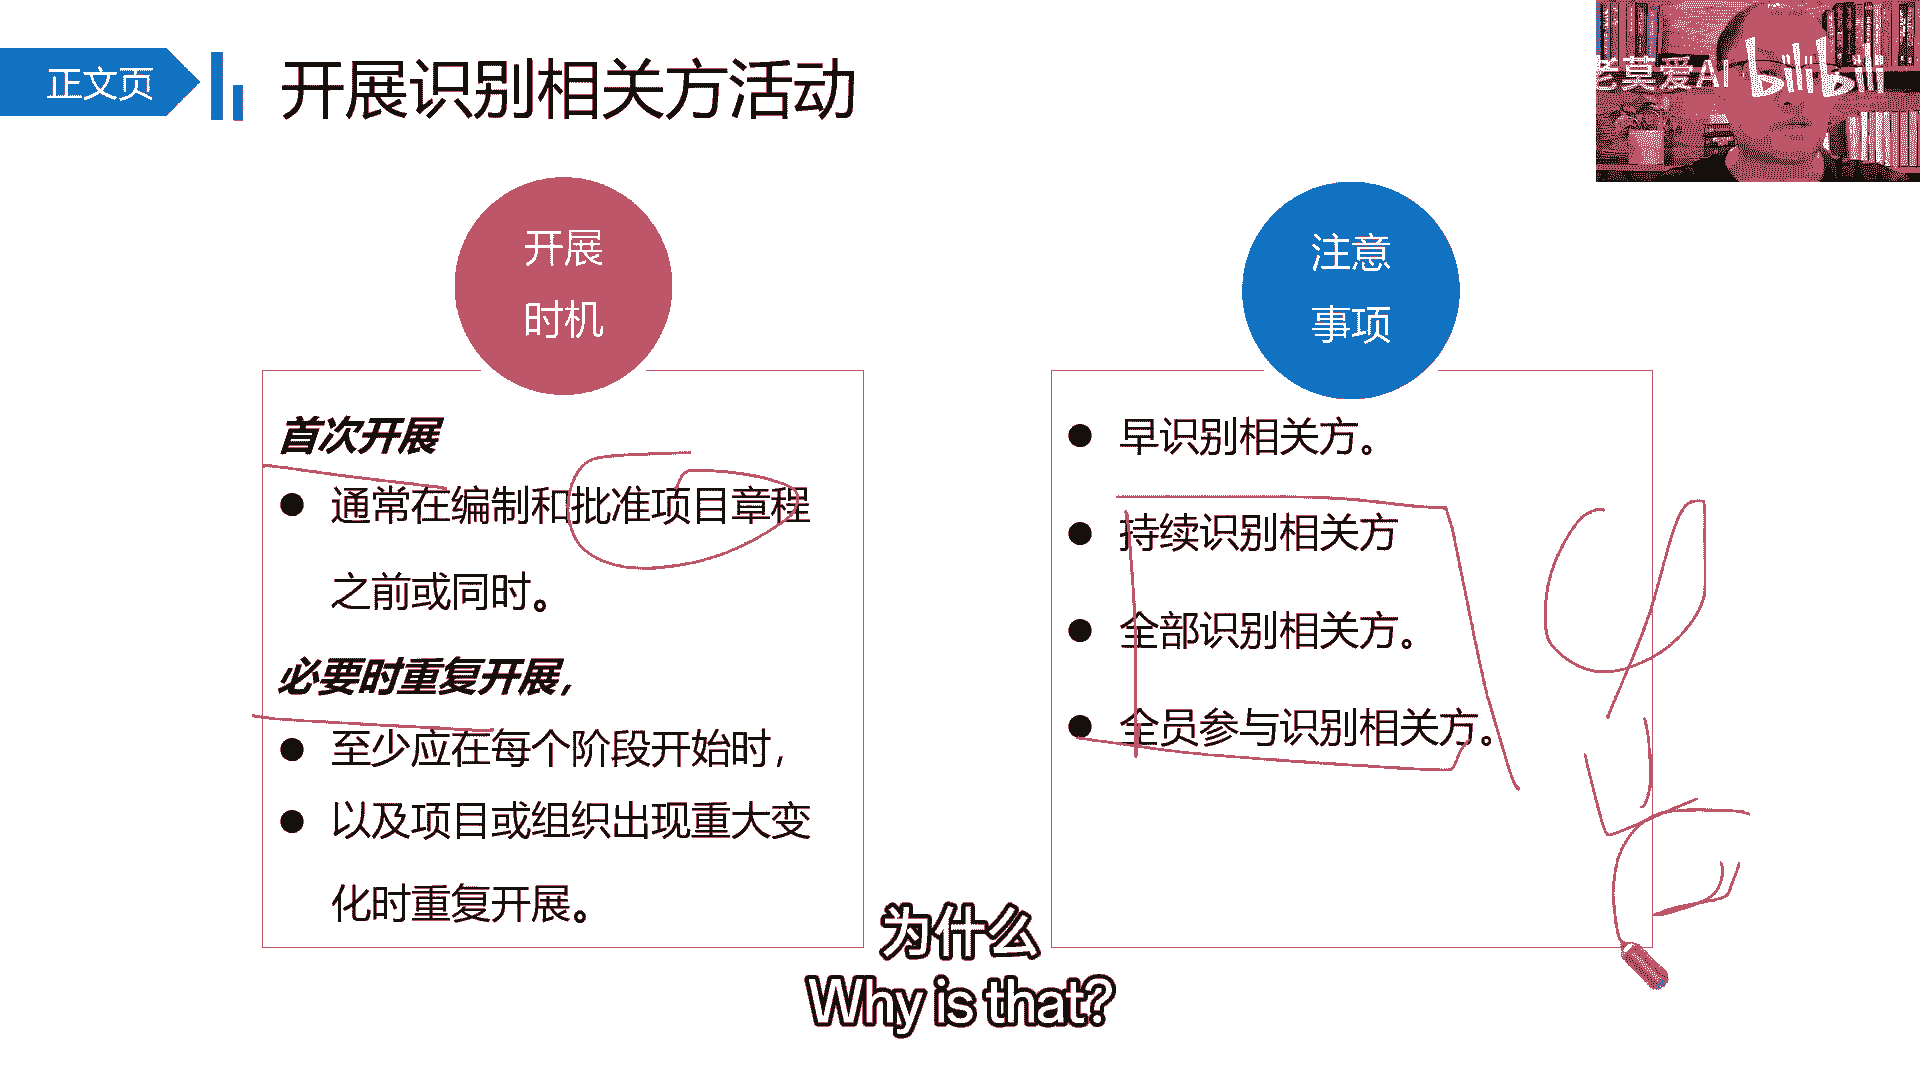 正文页
开展识别相关方活动
老莫爱AI
bilibili
开展
时机
首次开展
通常在编制和批准项目章程
之前或同时。
必要时重复开展，
至少应在每个阶段开始时，
以及项目或组织出现重大变
化时重复开展。
注意
事项
早识别相关方。
持续识别相关方
全部识别相关方。
全员参与识别相关方。
为什么
Why is that?